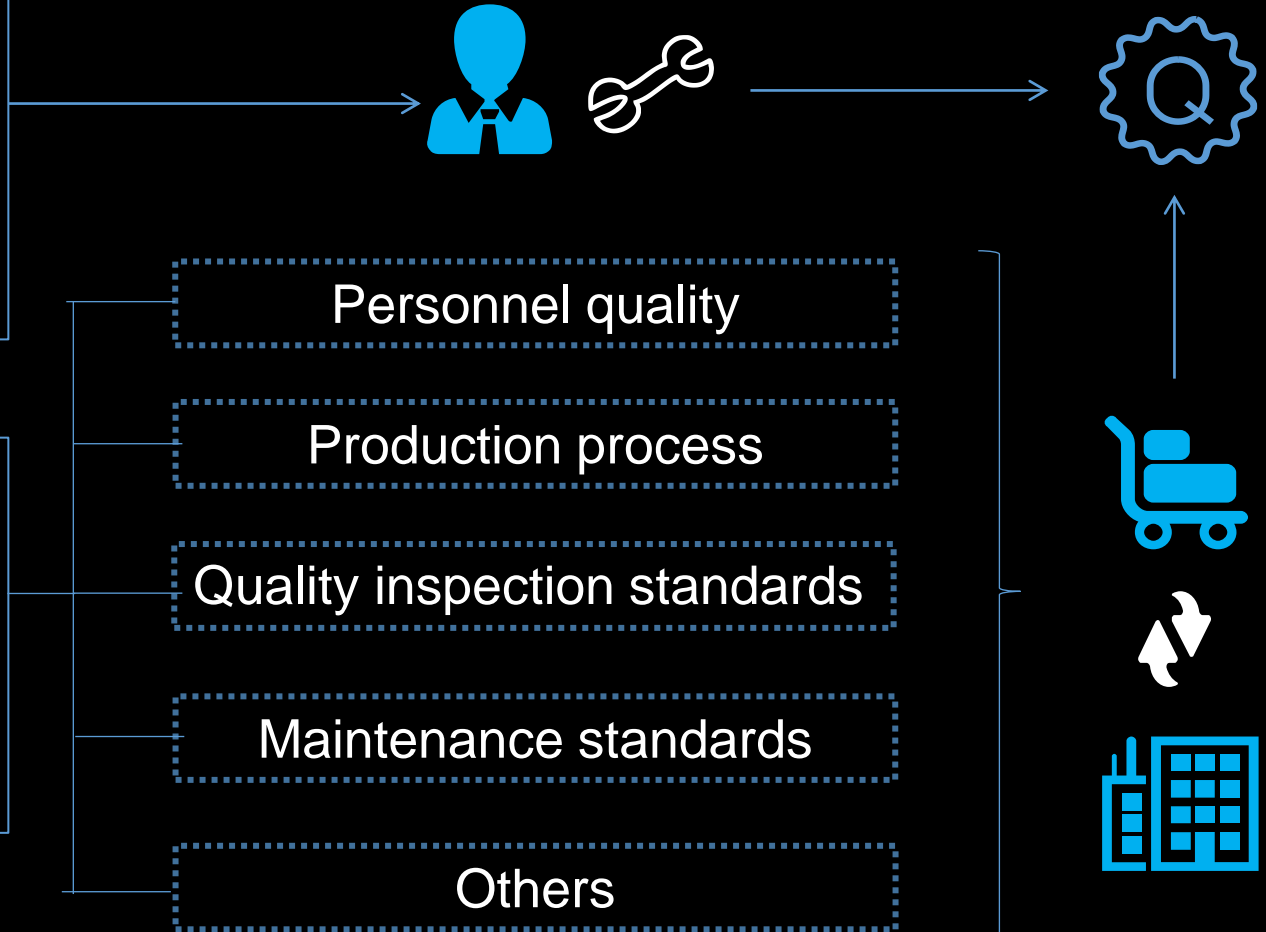 Q
Personnel quality
Production process
Quality inspection standards
Maintenance standards
Others